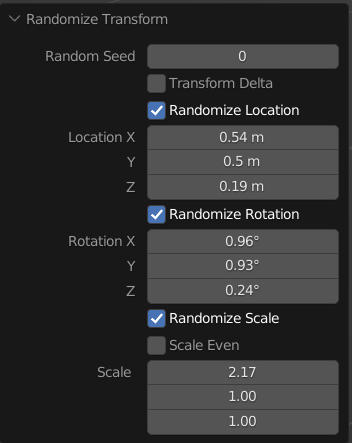 Randomize Transform
Random Seed 0
Transform Delta
Randomize Location
Location X 0.54 m
Y 0.5 m
Z 0.19 m
Randomize Rotation
Rotation X 0.96°
Y 0.93°
Z 0.24°
Randomize Scale
Scale Even
Scale 2.17
1.00
1.00